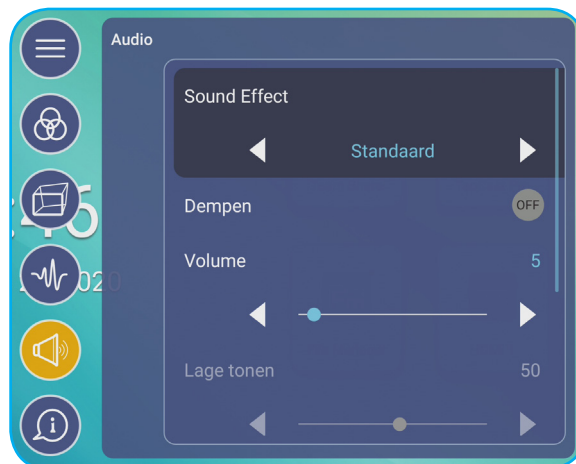 Audio
Sound Effect
Standaard
Dempen
OFF
Volume
5
Lage tonen
50